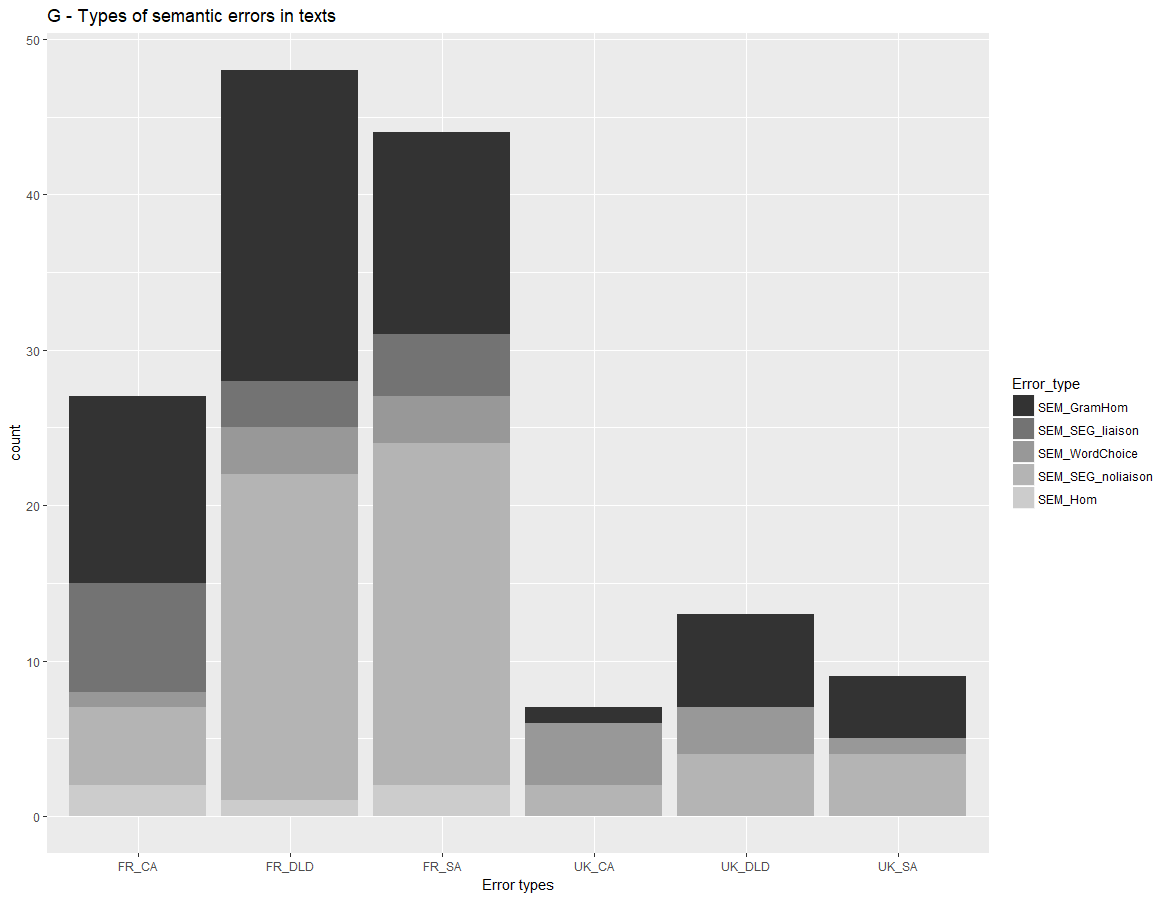 G - Types of semantic errors in texts
50
40
30
20
10
0
count
FR_CA
FR_DLD
FR_SA
UK_CA
UK_DLD
UK_SA
Error types
Error_type
SEM_GramHom
SEM_SEG_liaison
SEM_WordChoice
SEM_SEG_noliaison
SEM_Hom